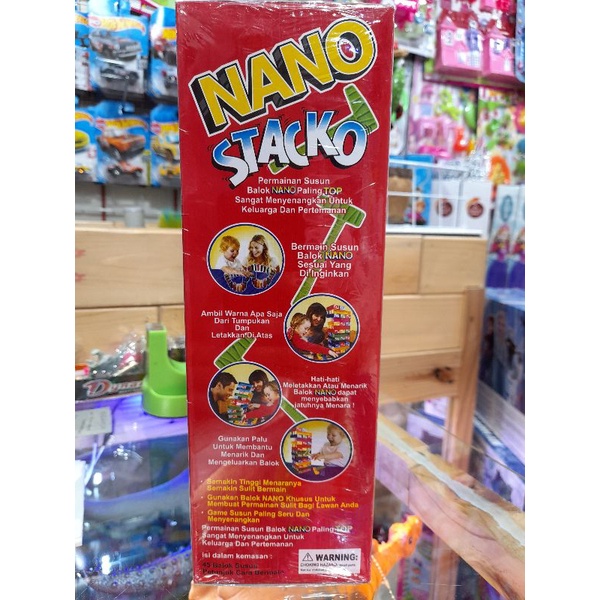 NANO
STACKO
Permainan Susun
Balok NANO Paling TOP
Sangat Menyenangkan Untuk
Keluarga Dan Pertemanan
Bermain Susun
Balok NANO
Sesuai Yang
Di Inginkan
Ambil Warna Apa Saja
Dari Tumpukan
Dan
Letakkan Di Atas
Hati-hati
Meletakkan Atau Menarik
Balok NANO dapat
menyebabkan
jatuhnya Menara !
Gunakan Palu
Untuk Membantu
Menarik Dan
Mengeluarkan Balok
• Semakin Tinggi Menaranya
Semakin Sulit Bermain
• Gunakan Balok NANO Khusus Untuk
Membuat Permainan Sulit Bagi Lawan Anda
• Game Susun Paling Seru Dan
Menyenangkan
Permainan Susun Balok NANO Paling TOP
Sangat Menyenangkan Untuk
Keluarga Dan Pertemanan
Isi dalam kemasan :
WARNING:
CHOKING HAZARD